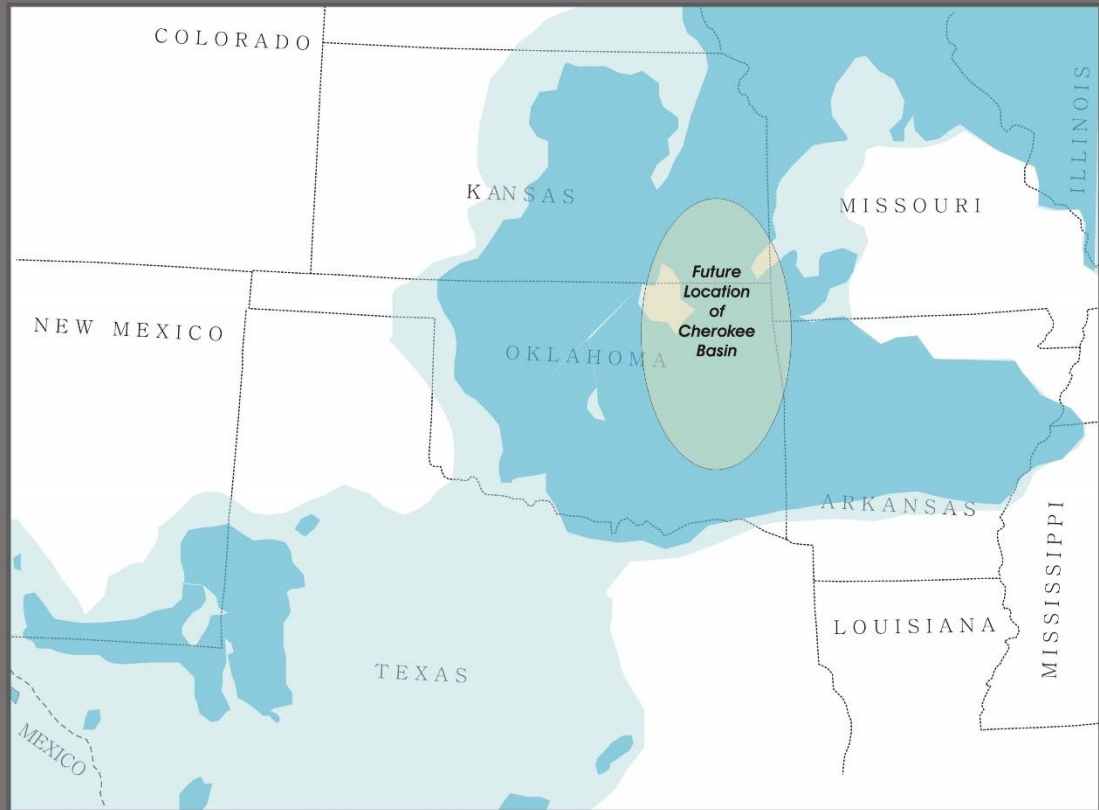 COLORADO
ILLINOIS
KANSAS
MISSOURI
Future
Location
of
Cherokee
Basin
NEW MEXICO
OKLAHOMA
ARKANSAS
MISSISSIPPI
LOUISIANA
TEXAS
MEXICO